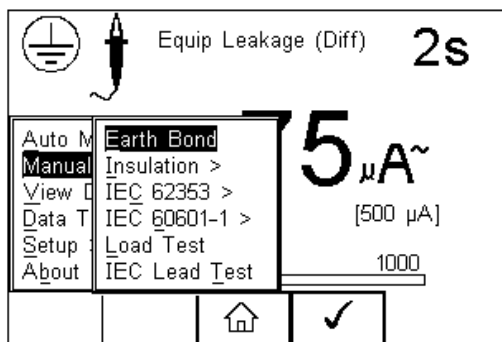 Equip Leakage (Diff) 2s
75 µA~
[500 µA]
1000
Auto M
Manual
View D
Data T
Setup
About
Earth Bond
Insulation >
IEC 62353 >
IEC 60601-1 >
Load Test
IEC Lead Test